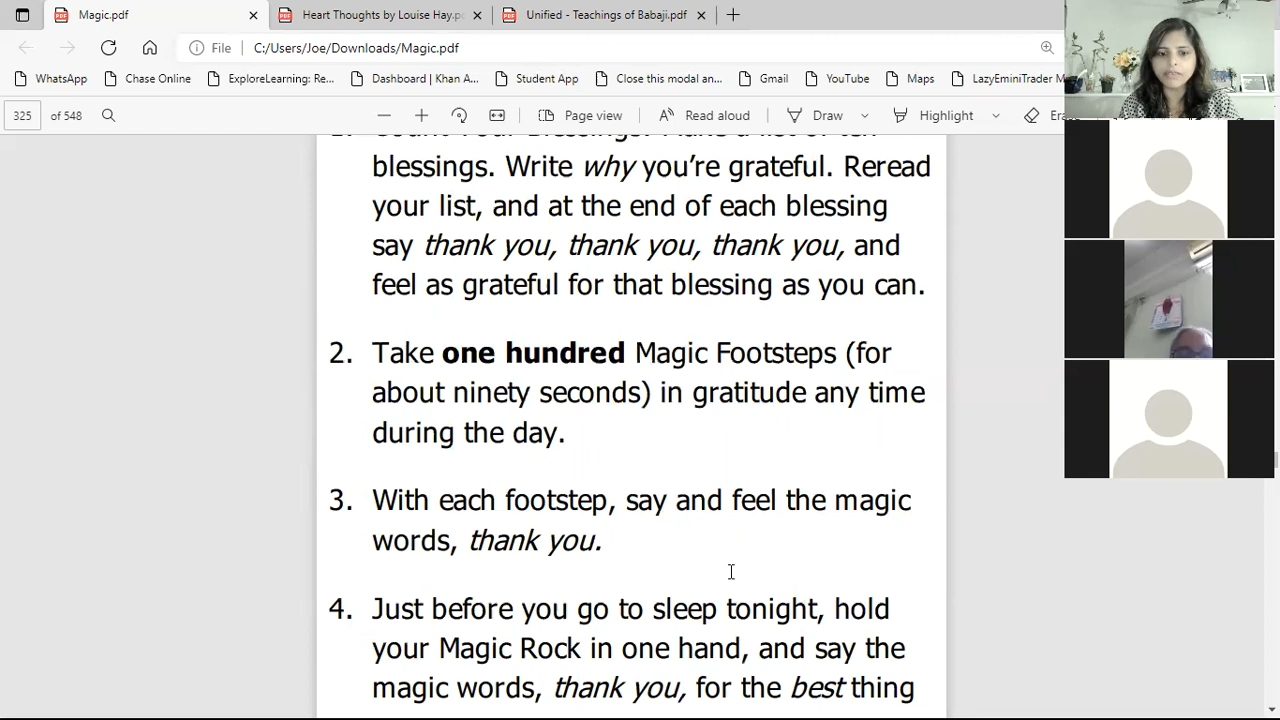 Magic.pdf
Heart Thoughts by Louise Hay.pe
Unified - Teachings of Babaji.pdf
File C:/Users/Joe/Downloads/Magic.pdf
WhatsApp Chase Online ExploreLearning: Re... Dashboard | Khan A... Student App Close this modal an... Gmail YouTube Maps LazyEminiTrader M
325 of 548 Page view Read aloud Draw Highlight Era
blessings. Write why you're grateful. Reread
your list, and at the end of each blessing
say thank you, thank you, thank you, and
feel as grateful for that blessing as you can.
2. Take one hundred Magic Footsteps (for
about ninety seconds) in gratitude any time
during the day.
3. With each footstep, say and feel the magic
words, thank you.
4. Just before you go to sleep tonight, hold
your Magic Rock in one hand, and say the
magic words, thank you, for the best thing